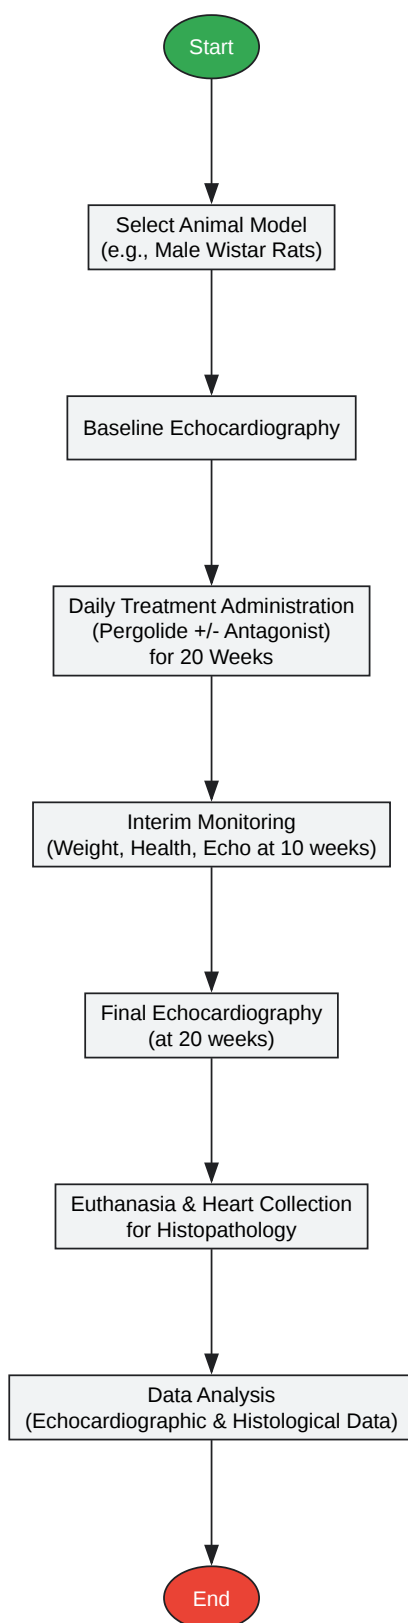 Start
Select Animal Model
(e.g., Male Wistar Rats)
Baseline Echocardiography
Daily Treatment Administration
(Pergolide +/- Antagonist)
for 20 Weeks
Interim Monitoring
(Weight, Health, Echo at 10 weeks)
Final Echocardiography
(at 20 weeks)
Euthanasia & Heart Collection
for Histopathology
Data Analysis
(Echocardiographic & Histological Data)
End